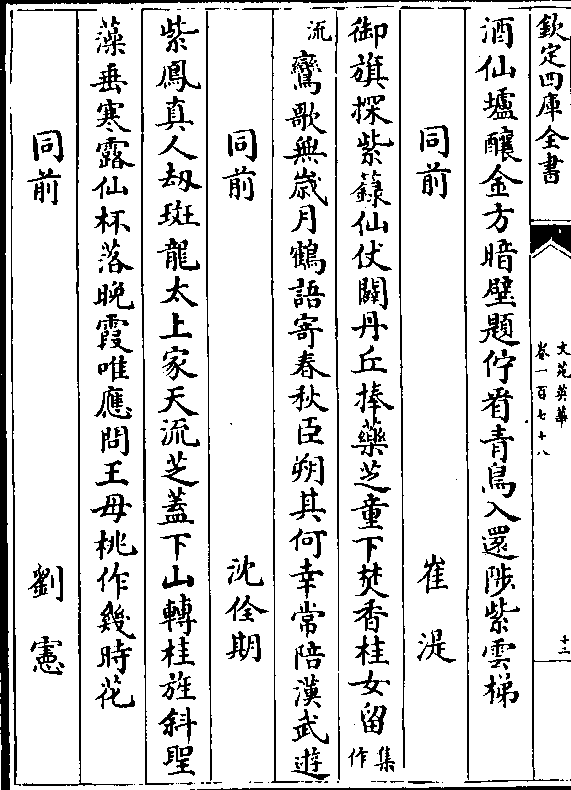 欽定四庫全書
文苑英華
卷一百七十八
十二
酒仙壚釀金方暗壁題佇看青鳥入還陟紫雲梯
同前 崔湜
御旗探紫籙仙仗闢丹丘捧藥芝童下焚香桂女留集作
流鸞歌無歲月鶴語寄春秋臣朔其何幸常陪漢武遊
同前 沈佺期
紫鳳真人刼斑龍太上家天流芝蓋下山轉桂旌斜聖
藻垂寒露仙杯落晚霞唯應問王母桃作幾時花
同前 劉憲